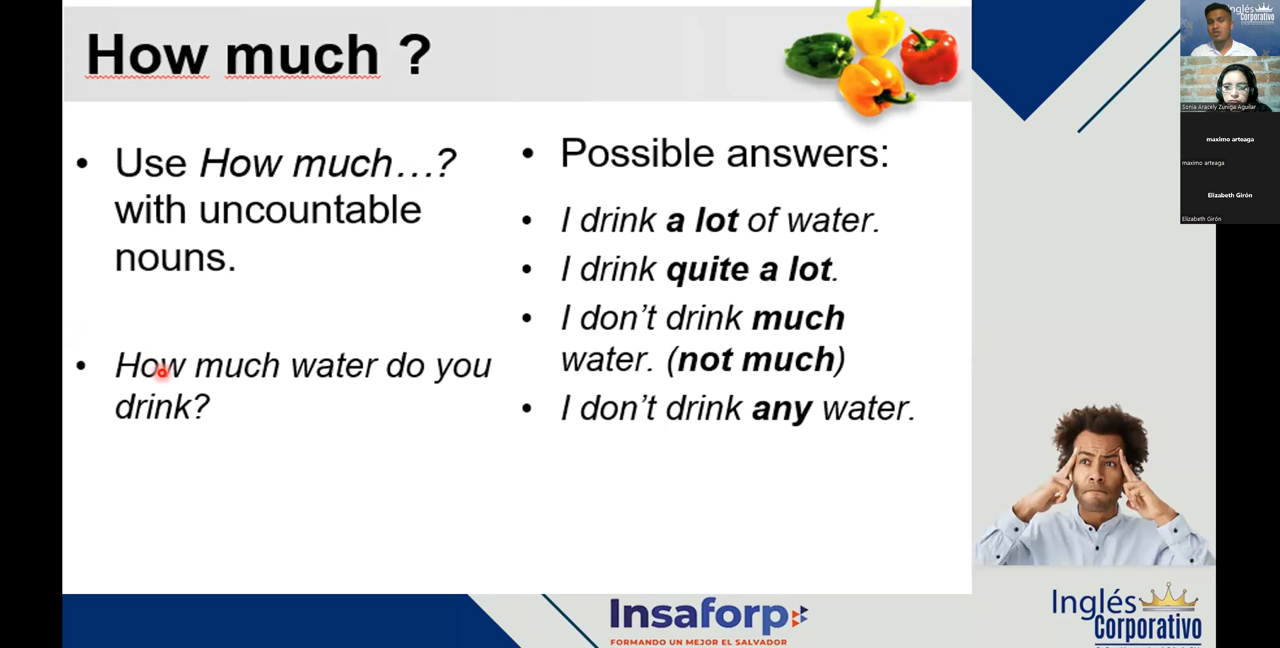 How much ?
• Use How much…?
with uncountable
nouns.
• How much water do you
drink?
• Possible answers:
• I drink a lot of water.
• I drink quite a lot.
• I don’t drink much
water. (not much)
• I don’t drink any water.
Insaforp
FORMANDO UN MEJOR EL SALVADOR
Inglés
Corporativo
Inglés
Corporativo
Sonia Aracely Zuniga Aguilar
maximo arteaga
maximo arteaga
Elizabeth Girón
Elizabeth Girón